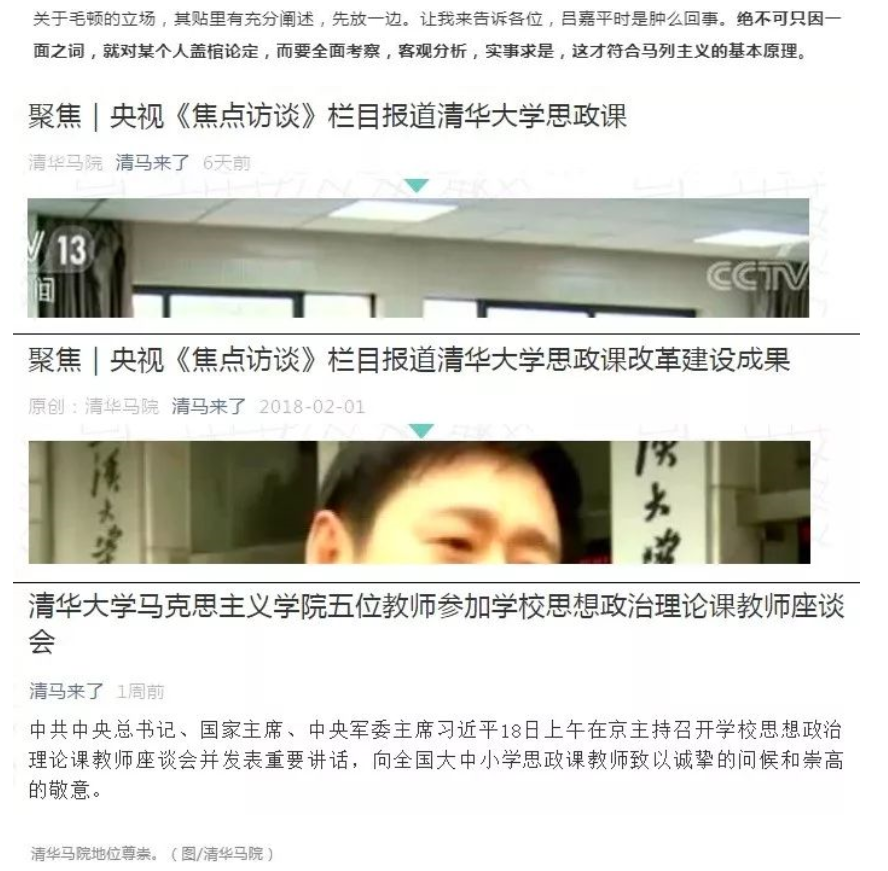 关于毛顿的立场，其贴里有充分阐述，先放一边。让我来告诉各位，吕嘉平时是肿么回事。绝不可只因一
面之词，就对某个人盖棺论定，而要全面考察，客观分析，实事求是，这才符合马列主义的基本原理。
聚焦｜央视《焦点访谈》栏目报道清华大学思政课
清华马院 清马来了 6天前
13
闻
CCTV
聚焦｜央视《焦点访谈》栏目报道清华大学思政课改革建设成果
原创：清华马院 清马来了 2018-02-01
清华大学马克思主义学院五位教师参加学校思想政治理论课教师座谈
会
清马来了 1周前
中共中央总书记、国家主席、中央军委主席习近平18日上午在京主持召开学校思想政治
理论课教师座谈会并发表重要讲话，向全国大中小学思政课教师致以诚挚的问候和崇高
的敬意。
清华马院地位尊崇。（图/清华马院）